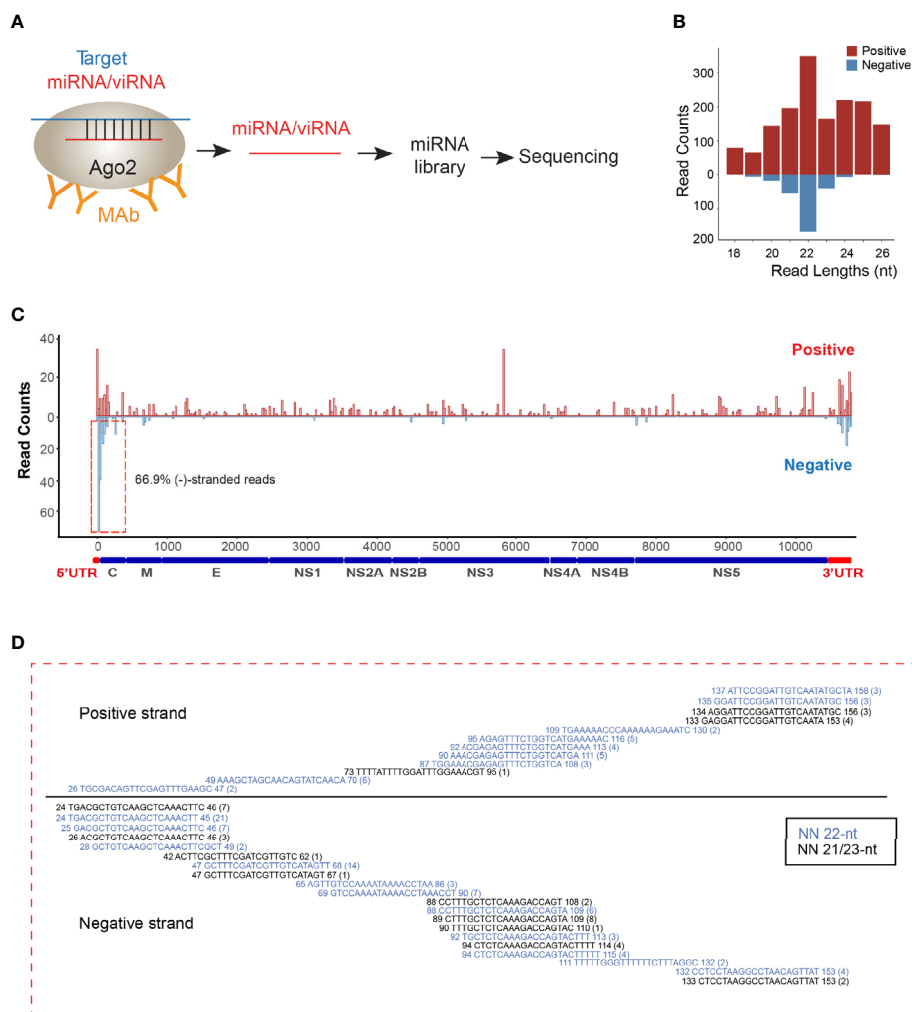 A
Target
miRNA/viRNA
Ago2
MAb
miRNA/viRNA
miRNA
library
Sequencing
B
Positive
Negative
Read Counts
300
200
100
0
100
200
18 20 22 24 26
Read Lengths (nt)
C
Read Counts
40
20
0
20
40
60
Positive
Negative
66.9% (-)-stranded reads
0 1000 2000 3000 4000 5000 6000 7000 8000 9000 10000
5'UTR C M E NS1 NS2A NS2B NS3 NS4A NS4B NS5 3'UTR
D
Positive strand
137 ATTCCGGATTGTCAATATGCTA 158 (3)
135 GGATTCCGGATTGTCAATATGC 156 (3)
134 AGGATTCCGGATTGTCAATATGC 156 (3)
133 GAGGATTCCGGATTGTCAATA 153 (4)
109 TGAAAAACCCAAAAAAGAAATC 130 (2)
95 AGAGTTTCTGGTCATGAAAAAC 116 (5)
92 ACGAGAGTTTCTGGTCATGAAA 113 (4)
90 AAACGAGAGTTTCTGGTCATGA 111 (5)
87 TGGAAACGAGAGTTTCTGGTCA 108 (3)
73 TTTTATTTTGGATTTGGAAACGT 95 (1)
49 AAAGCTAGCAACAGTATCAACA 70 (6)
26 TGCGACAGTTCGAGTTTGAAGC 47 (2)
24 TGACGCTGTCAAGCTCAAACTTC 46 (7)
24 TGACGCTGTCAAGCTCAAACTT 45 (21)
25 GACGCTGTCAAGCTCAAACTTC 46 (7)
26 ACGCTGTCAAGCTCAAACTTC 46 (3)
28 GCTGTCAAGCTCAAACTTCGCT 49 (2)
42 ACTTCGCTTTCGATCGTTGTC 62 (1)
47 GCTTTCGATCGTTGTCATAGTT 68 (14)
47 GCTTTCGATCGTTGTCATAGT 67 (1)
65 AGTTGTCCAAAATAAAACCTAA 86 (3)
69 GTCCAAAATAAAACCTAAACCT 90 (7)
88 CCTTTGCTCTCAAAGACCAGT 108 (2)
88 CCTTTGCTCTCAAAGACCAGTA 109 (6)
89 CTTTGCTCTCAAAGACCAGTA 109 (8)
90 TTTGCTCTCAAAGACCAGTAC 110 (1)
92 TGCTCTCAAAGACCAGTACTTT 113 (3)
94 CTCTCAAAGACCAGTACTTTT 114 (4)
94 CTCTCAAAGACCAGTACTTTTT 115 (4)
111 TTTTTGGGTTTTTTCTTTAGGC 132 (2)
132 CCTCCTAAGGCCTAACAGTTAT 153 (4)
133 CTCCTAAGGCCTAACAGTTAT 153 (2)
Negative strand
NN 22-nt
NN 21/23-nt